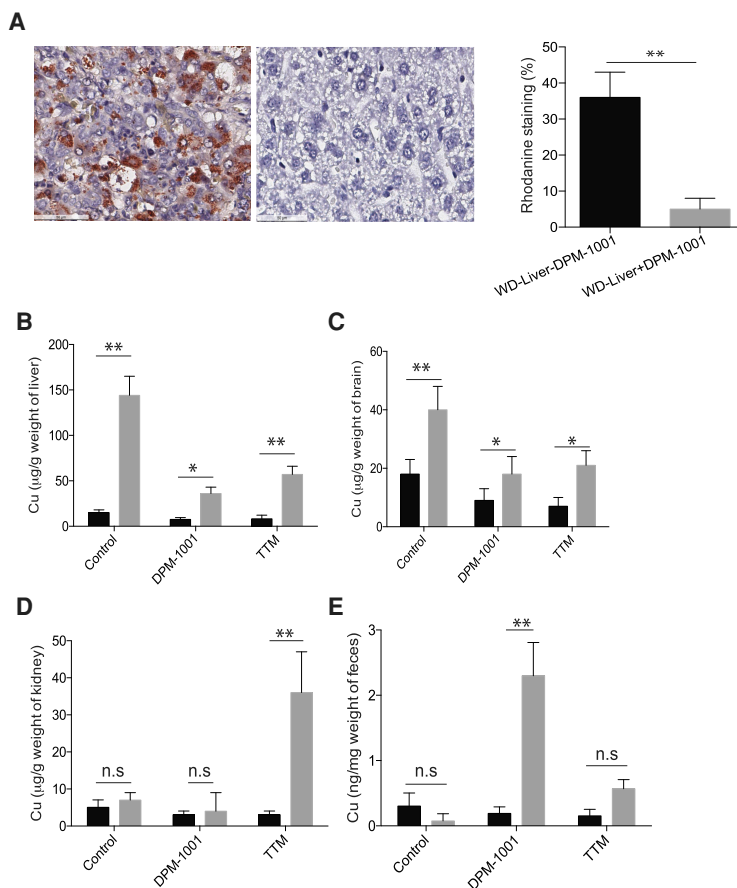 A
50
40
30
20
10
0
Rhodanine staining (%)
**
WD-Liver-DPM-1001
WD-Liver+DPM-1001
B
200
150
100
50
0
Cu (µg/g weight of liver)
**
*
**
Control
DPM-1001
TTM
C
60
40
20
0
Cu (µg/g weight of brain)
**
*
*
Control
DPM-1001
TTM
D
50
40
30
20
10
0
Cu (µg/g weight of kidney)
n.s
n.s
**
Control
DPM-1001
TTM
E
3
2
1
0
Cu (ng/mg weight of feces)
n.s
**
n.s
Control
DPM-1001
TTM